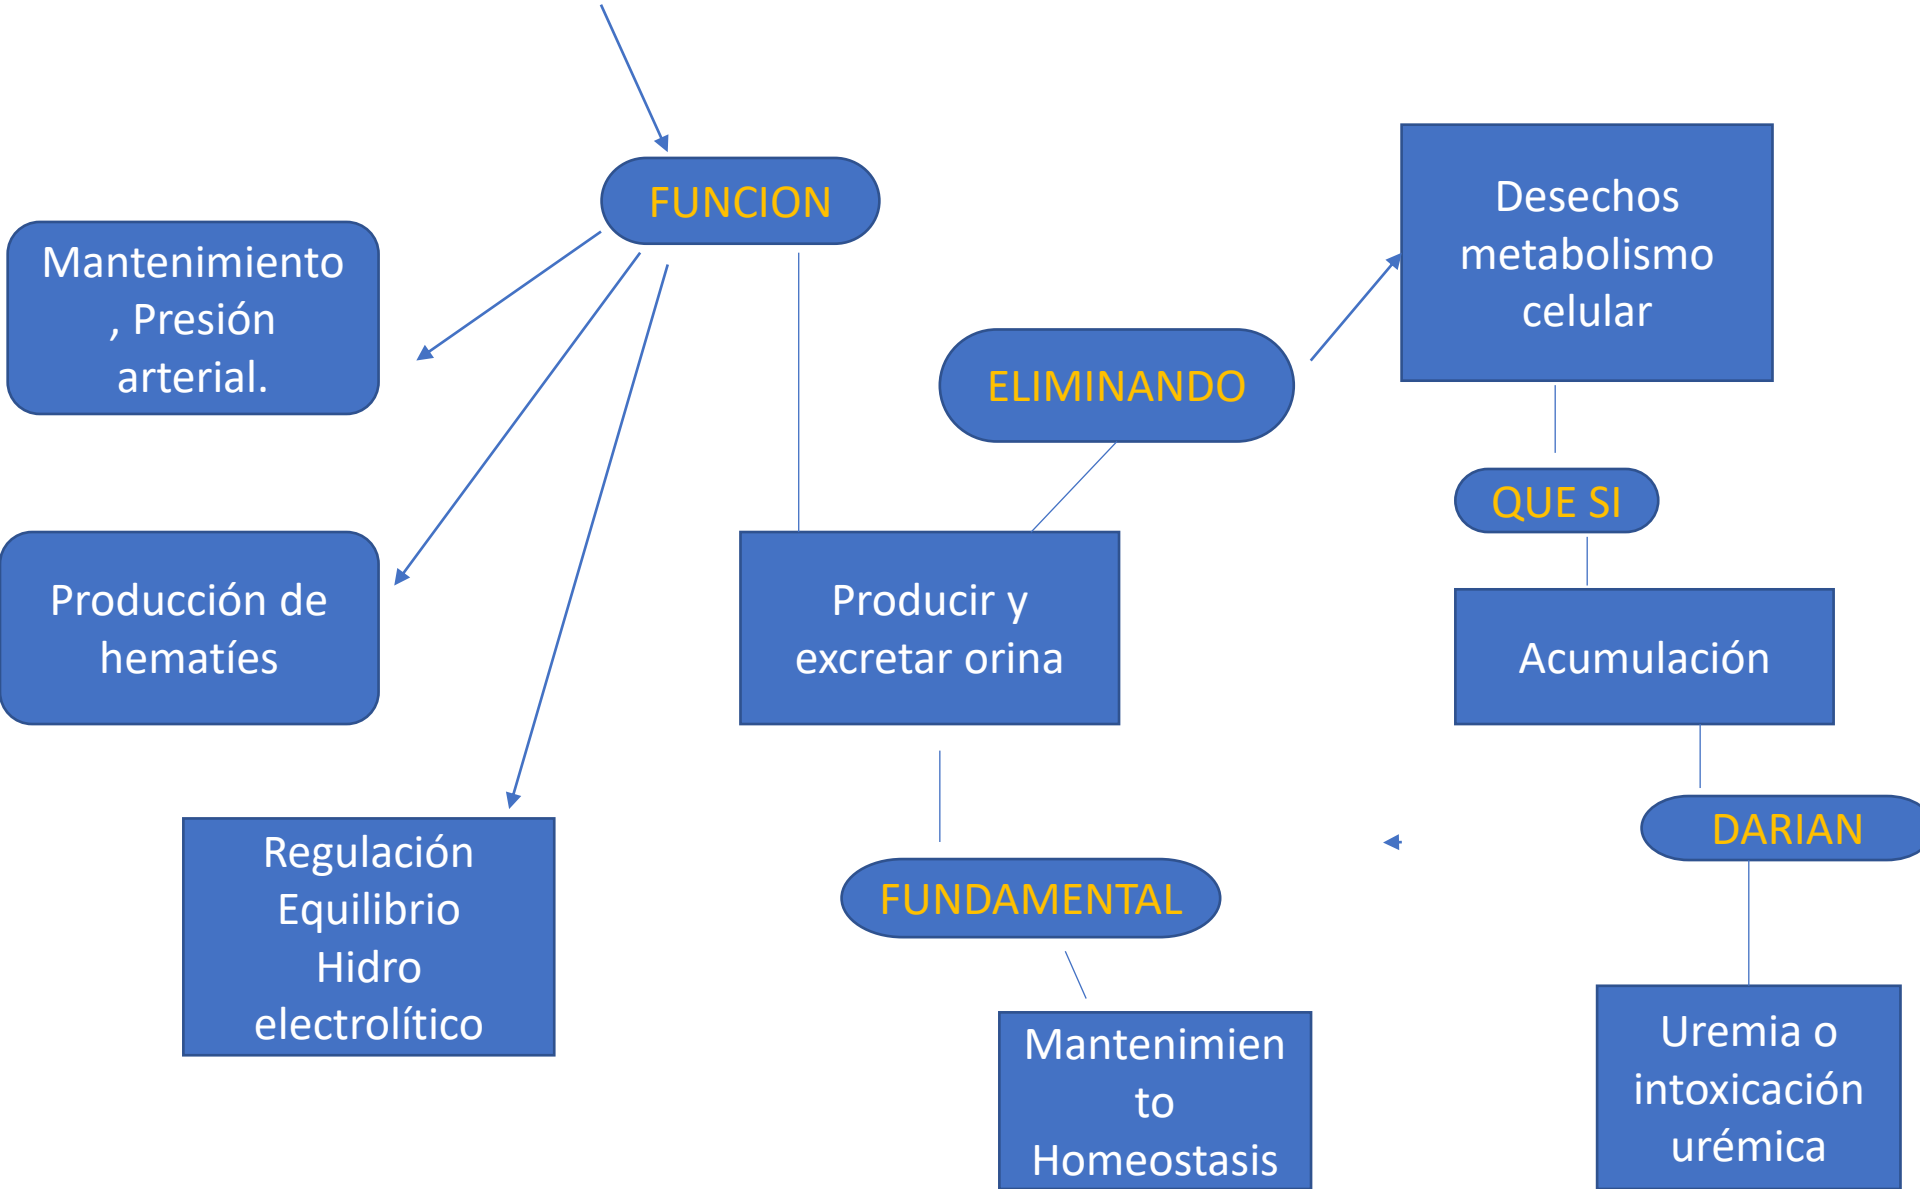 FUNCION
Mantenimiento
, Presión
arterial.
Desechos
metabolismo
celular
ELIMINANDO
QUE SI
Producción de
hematíes
Producir y
excretar orina
Acumulación
DARIAN
Regulación
Equilibrio
Hidro
electrolítico
FUNDAMENTAL
Mantenimien
to
Homeostasis
Uremia o
intoxicación
urémica